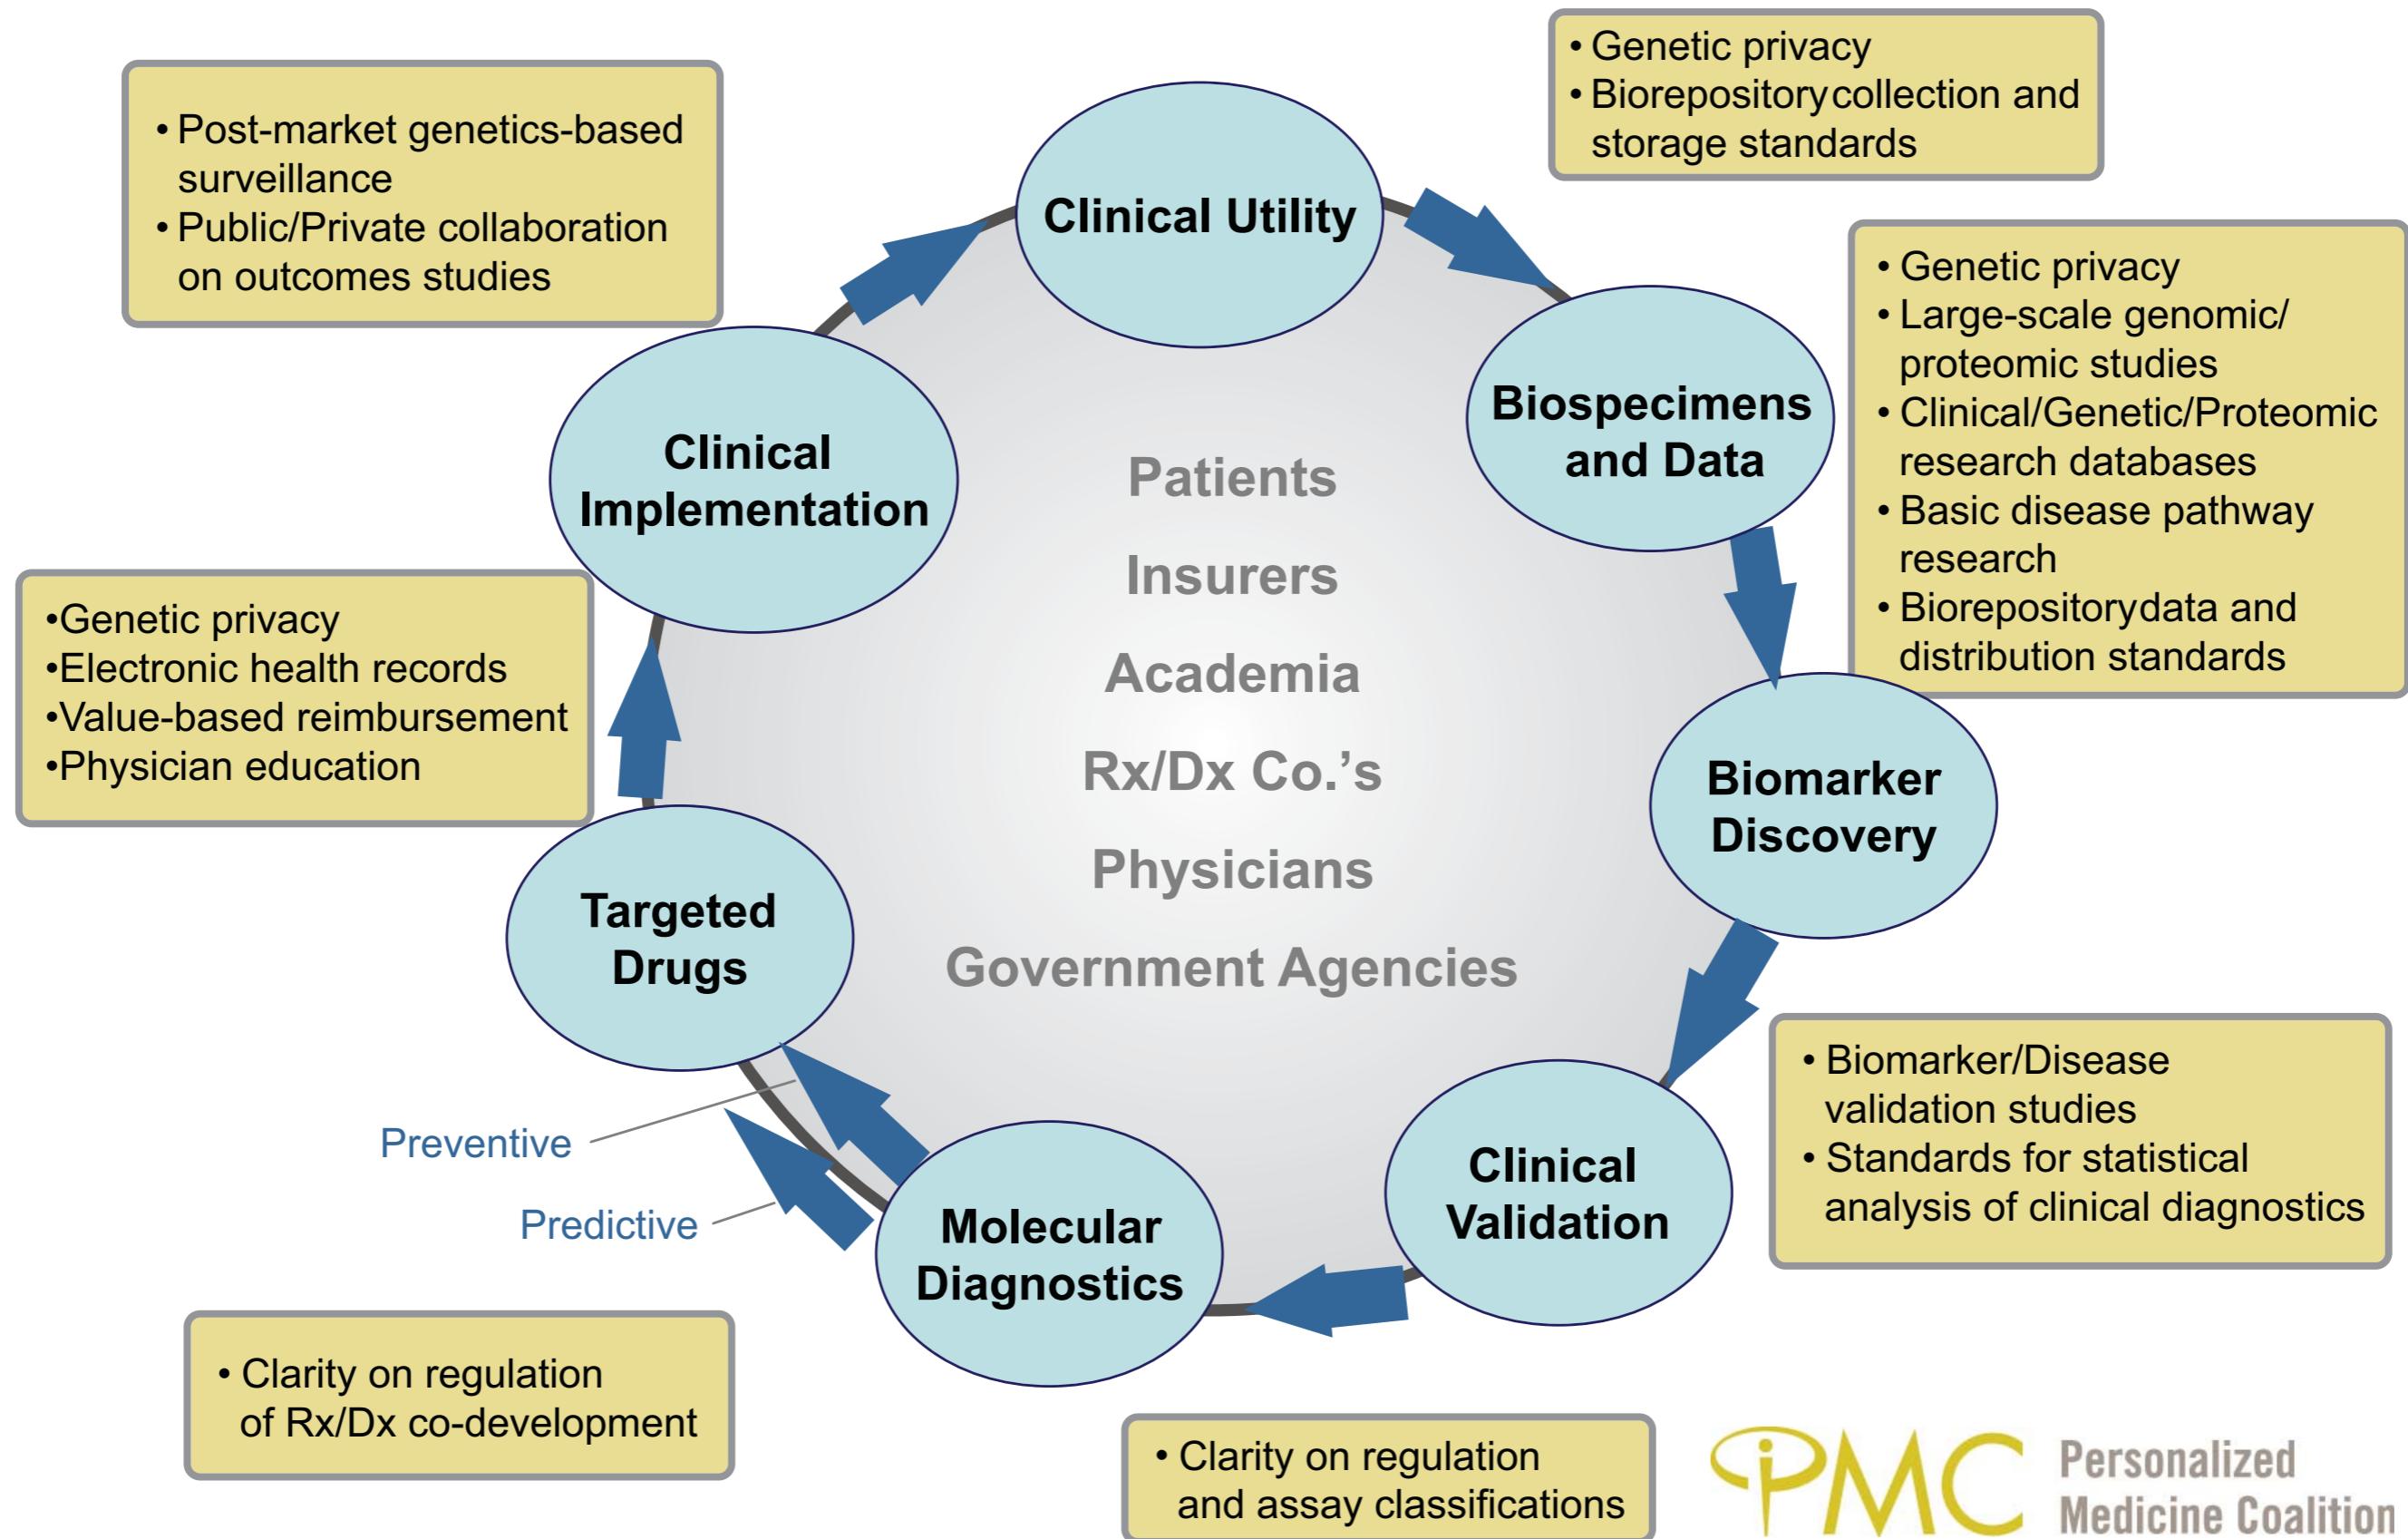 • Genetic privacy
• Biorepositorycollection and
storage standards
• Post-market genetics-based
surveillance
• Public/Private collaboration
on outcomes studies
Clinical Utility
• Genetic privacy
• Large-scale genomic/
proteomic studies
• Clinical/Genetic/Proteomic
research databases
• Basic disease pathway
research
• Biorepositorydata and
distribution standards
Biospecimens
and Data
Clinical
Implementation
Patients
Insurers
Academia
Rx/Dx Co.’s
Physicians
Government Agencies
•Genetic privacy
•Electronic health records
•Value-based reimbursement
•Physician education
Biomarker
Discovery
Targeted
Drugs
• Biomarker/Disease
validation studies
• Standards for statistical
analysis of clinical diagnostics
Preventive
Predictive
Clinical
Validation
Molecular
Diagnostics
• Clarity on regulation
of Rx/Dx co-development
• Clarity on regulation
and assay classifications
PMC
Personalized
Medicine Coalition